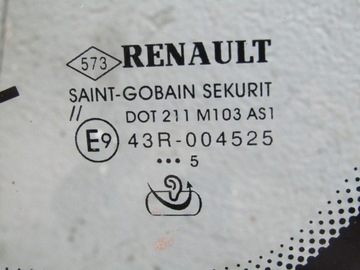 573 RENAULT
SAINT-GOBAIN SEKURIT
// DOT 211 M103 AS1
E9 43R-004525
••• 5